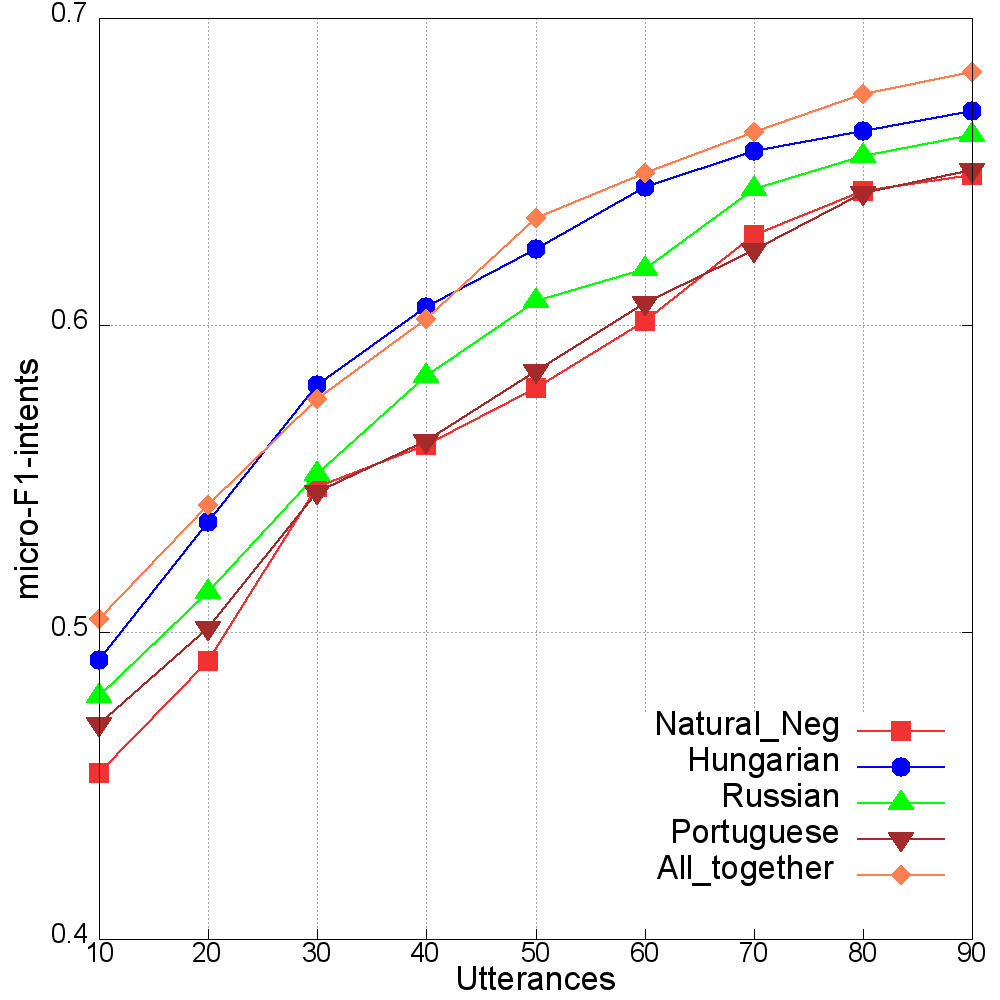 0.7
0.6
0.5
0.4
micro-F1-intents
Natural_Neg
Hungarian
Russian
Portuguese
All_together
10 20 30 40 50 60 70 80 90
Utterances